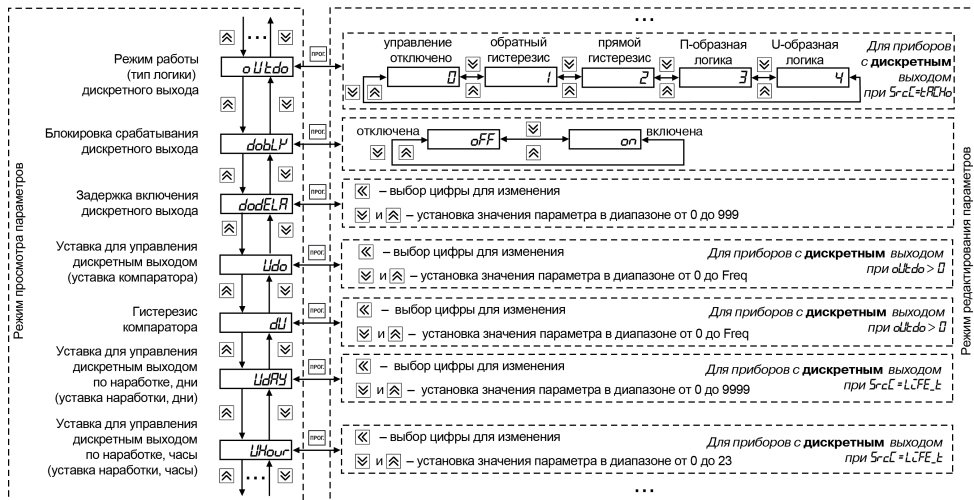 ...
...
Режим просмотра параметров
Режим редактирования параметров
Режим работы
(тип логики)
дискретного выхода
oUtdo
ПРОГ.
управление
отключено
0
обратный
гистерезис
1
прямой
гистерезис
2
П-образная
логика
3
U-образная
логика
4
Для приборов
с дискретным
выходом
при SrcC=tACHo
Блокировка срабатывания
дискретного выхода
dobLY
ПРОГ.
отключена
oFF
on
включена
Задержка включения
дискретного выхода
dodELA
ПРОГ.
– выбор цифры для изменения
и – установка значения параметра в диапазоне от 0 до 999
Уставка для управления
дискретным выходом
(уставка компаратора)
Udo
ПРОГ.
– выбор цифры для изменения
и – установка значения параметра в диапазоне от 0 до Freq
Для приборов с дискретным выходом
при oUtdo > 0
Гистерезис
компаратора
dU
ПРОГ.
– выбор цифры для изменения
и – установка значения параметра в диапазоне от 0 до Freq
Для приборов с дискретным выходом
при oUtdo > 0
Уставка для управления
дискретным выходом
по наработке, дни
(уставка наработки, дни)
UdAY
ПРОГ.
– выбор цифры для изменения
и – установка значения параметра в диапазоне от 0 до 9999
Для приборов с дискретным выходом
при SrcC = LiFE_t
Уставка для управления
дискретным выходом
по наработке, часы
(уставка наработки, часы)
UHour
ПРОГ.
– выбор цифры для изменения
и – установка значения параметра в диапазоне от 0 до 23
Для приборов с дискретным выходом
при SrcC = LiFE_t
...
...